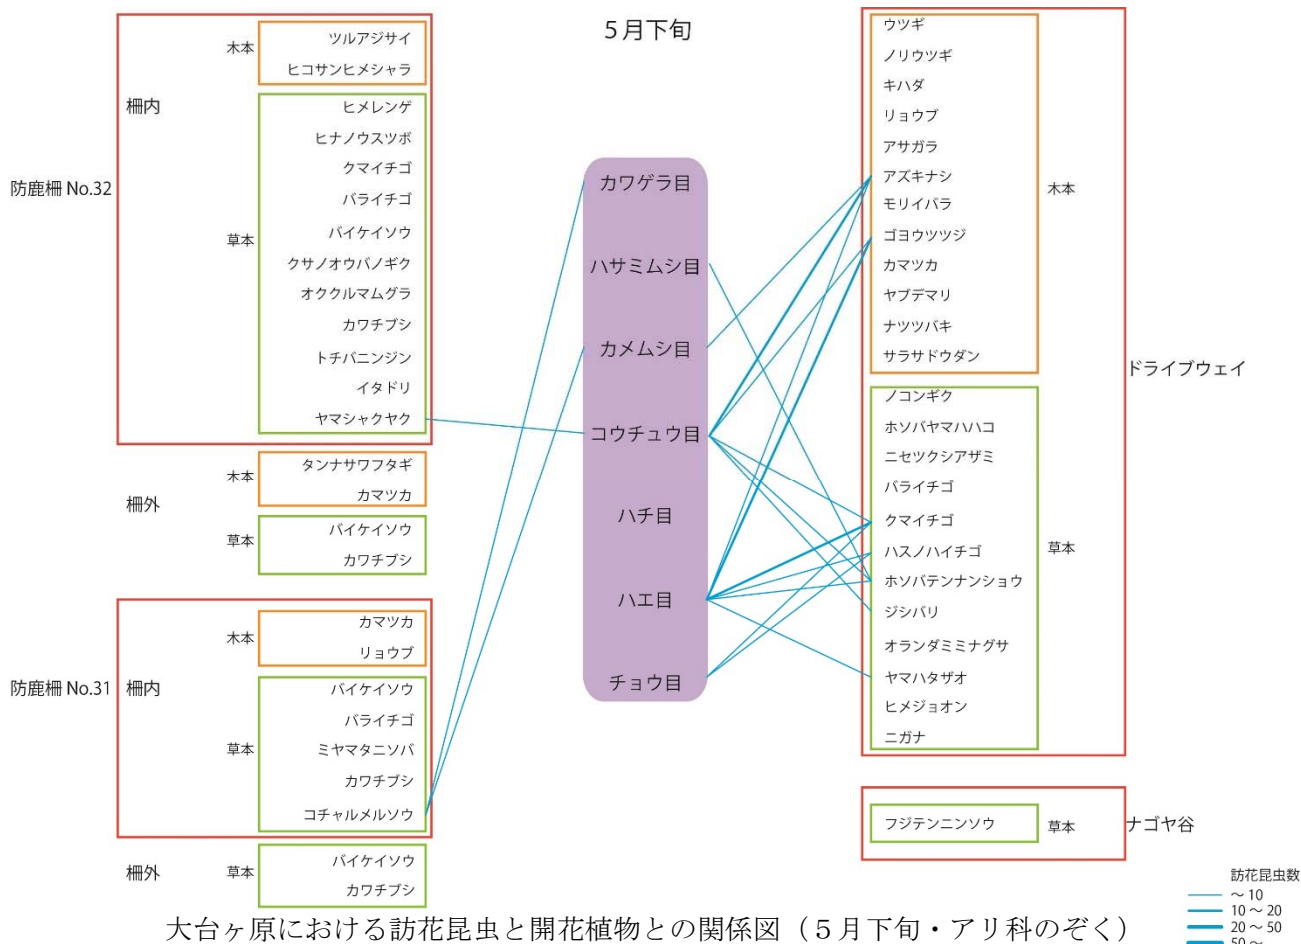 5月下旬
防鹿柵 No.32
柵内
木本
ツルアジサイ
ヒコサンヒメシャラ
草本
ヒメレンゲ
ヒナノウスツボ
クマイチゴ
バライチゴ
バイケイソウ
クサノオウバノギク
オククルマムグラ
カワチブシ
トチバニンジン
イタドリ
ヤマシャクヤク
柵外
木本
タンナサワフタギ
カマツカ
草本
バイケイソウ
カワチブシ
防鹿柵 No.31
柵内
木本
カマツカ
リョウブ
草本
バイケイソウ
バライチゴ
ミヤマタニソバ
カワチブシ
コチャルメルソウ
柵外
草本
バイケイソウ
カワチブシ
カワゲラ目
ハサミムシ目
カメムシ目
コウチュウ目
ハチ目
ハエ目
チョウ目
ウツギ
ノリウツギ
キハダ
リョウブ
アサガラ
アズキナシ
モリイバラ
ゴヨウツツジ
カマツカ
ヤブデマリ
ナツツバキ
サラサドウダン
木本
ドライブウェイ
ノコンギク
ホソバヤマハハコ
ニセツクシアザミ
バライチゴ
クマイチゴ
ハスノハイチゴ
ホソバテンナンショウ
ジシバリ
オランダミミナグサ
ヤマハタザオ
ヒメジョオン
ニガナ
草本
フジテンニンソウ
草本
ナゴヤ谷
訪花昆虫数
～10
10～20
20～50
50～
大台ヶ原における訪花昆虫と開花植物との関係図（5月下旬・アリ科のぞく）